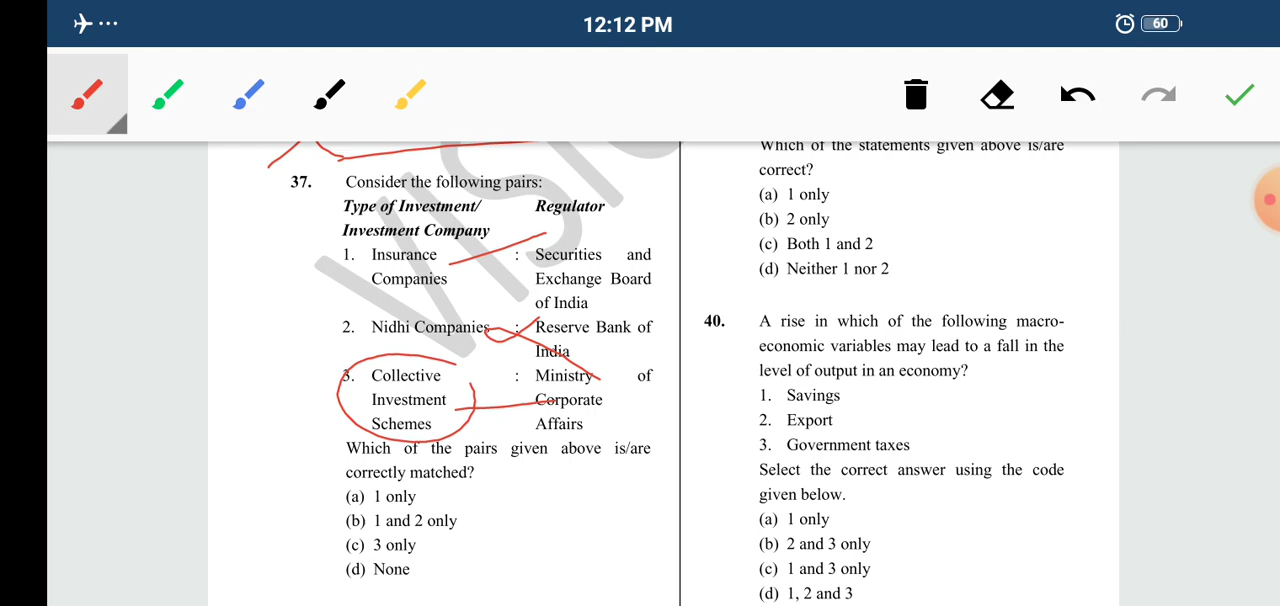 12:12 PM
60
37. Consider the following pairs:
Type of Investment/ Regulator
Investment Company
1. Insurance : Securities and
Companies Exchange Board
of India
2. Nidhi Companies : Reserve Bank of
India
3. Collective : Ministry of
Investment Corporate
Schemes Affairs
Which of the pairs given above is/are
correctly matched?
(a) 1 only
(b) 1 and 2 only
(c) 3 only
(d) None
Which of the statements given above is/are
correct?
(a) 1 only
(b) 2 only
(c) Both 1 and 2
(d) Neither 1 nor 2
40. A rise in which of the following macro-
economic variables may lead to a fall in the
level of output in an economy?
1. Savings
2. Export
3. Government taxes
Select the correct answer using the code
given below.
(a) 1 only
(b) 2 and 3 only
(c) 1 and 3 only
(d) 1, 2 and 3